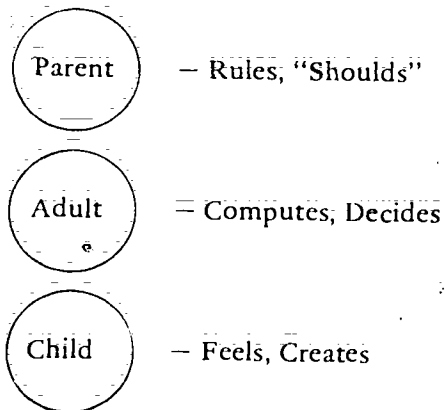 Parent – Rules, “Shoulds”
Adult – Computes, Decides
Child – Feels, Creates